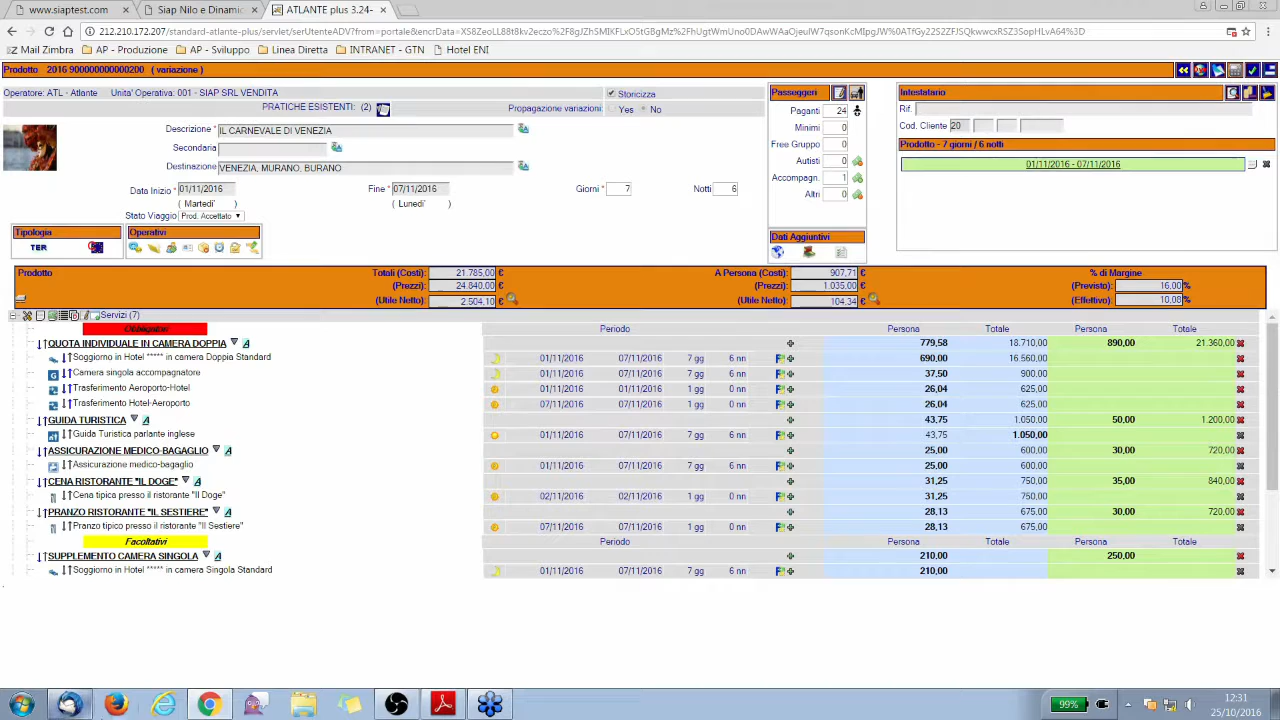 www.siaptest.com
Siap Nilo e Dinamic
ATLANTE plus 3.24-
Mail Zimbra AP - Produzione AP - Sviluppo Linea Diretta INTRANET - GTN Hotel ENI
Prodotto 2016 900000000000200 ( variazione )
Operatore: ATL - Atlante Unita' Operativa: 001 - SIAP SRL VENDITA
Storicizza
PRATICHE ESISTENTI: (2) Propagazione variazioni: Yes No
Descrizione * IL CARNEVALE DI VENEZIA
Secondaria
Destinazione VENEZIA, MURANO, BURANO
Data Inizio * 01/11/2016 Fine * 07/11/2016 Giorni * 7 Notti 6
( Martedi' ) ( Lunedi' )
Stato Viaggio Prod. Accettato
Tipologia
TER
Operativi
Passeggeri
Paganti 24
Minimi 0
Free Gruppo 0
Autisti 0
Accompagn. 1
Altri 0
Dati Aggiuntivi
Intestatario
Rif.
Cod. Cliente 20
Prodotto - 7 giorni / 6 notti
01/11/2016 - 07/11/2016
Prodotto Totali (Costi) 21.785,00 € A Persona (Costi) 907,71 € % di Margine
(Prezzi) 24.840,00 € (Prezzi) 1.035,00 € (Previsto) 16,00 %
(Utile Netto) 2.504,10 € (Utile Netto) 104,34 € (Effettivo) 10,08 %
Servizi (7)
Obbligatori Periodo Persona Totale Persona Totale
QUOTA INDIVIDUALE IN CAMERA DOPPIA A 779,58 18.710,00 890,00 21.360,00
Soggiorno in Hotel ***** in camera Doppia Standard 01/11/2016 07/11/2016 7 gg 6 nn 690,00 16.560,00
Camera singola accompagnatore 01/11/2016 07/11/2016 7 gg 6 nn 37,50 900,00
Trasferimento Aeroporto-Hotel 01/11/2016 01/11/2016 1 gg 0 nn 26,04 625,00
Trasferimento Hotel-Aeroporto 07/11/2016 07/11/2016 1 gg 0 nn 26,04 625,00
GUIDA TURISTICA A 43,75 1.050,00 50,00 1.200,00
Guida Turistica parlante inglese 01/11/2016 07/11/2016 7 gg 6 nn 43,75 1.050,00
ASSICURAZIONE MEDICO-BAGAGLIO A 25,00 600,00 30,00 720,00
Assicurazione medico-bagaglio 01/11/2016 07/11/2016 7 gg 6 nn 25,00 600,00
CENA RISTORANTE "IL DOGE" A 31,25 750,00 35,00 840,00
Cena tipica presso il ristorante "Il Doge" 02/11/2016 02/11/2016 1 gg 0 nn 31,25 750,00
PRANZO RISTORANTE "IL SESTIERE" A 28,13 675,00 30,00 720,00
Pranzo tipico presso il ristorante "Il Sestiere" 07/11/2016 07/11/2016 1 gg 0 nn 28,13 675,00
Facoltativi Periodo Persona Totale Persona Totale
SUPPLEMENTO CAMERA SINGOLA A 210,00 250,00
Soggiorno in Hotel ***** in camera Singola Standard 01/11/2016 07/11/2016 7 gg 6 nn 210,00
99%
12:31
25/10/2016